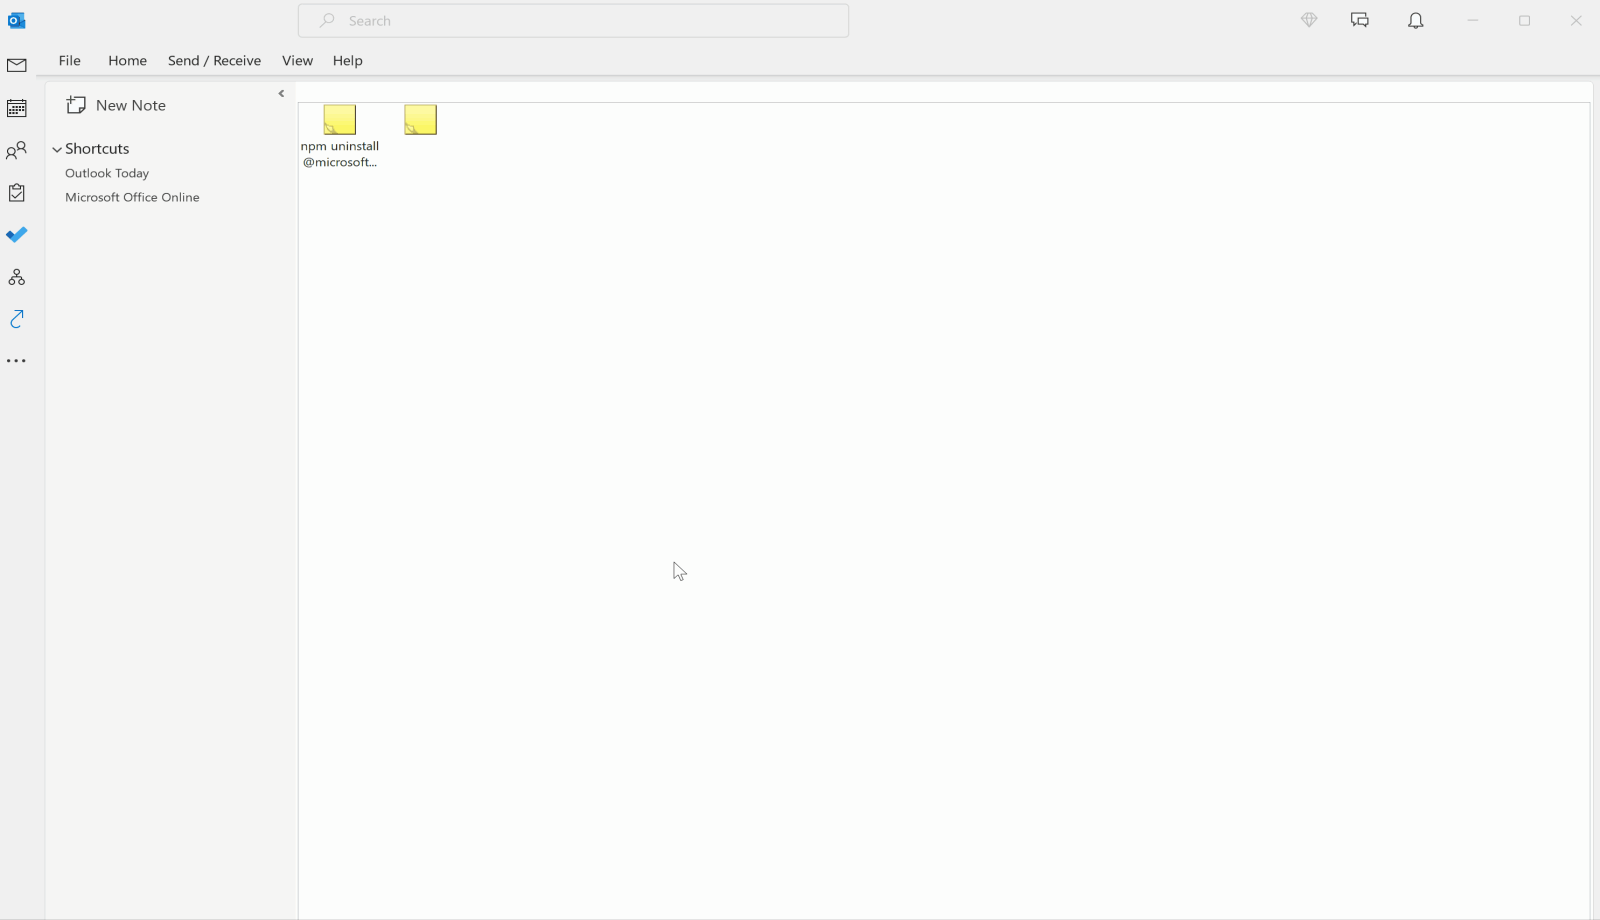 Search
File Home Send / Receive View Help
New Note
Shortcuts
Outlook Today
Microsoft Office Online
npm uninstall
@microsoft...